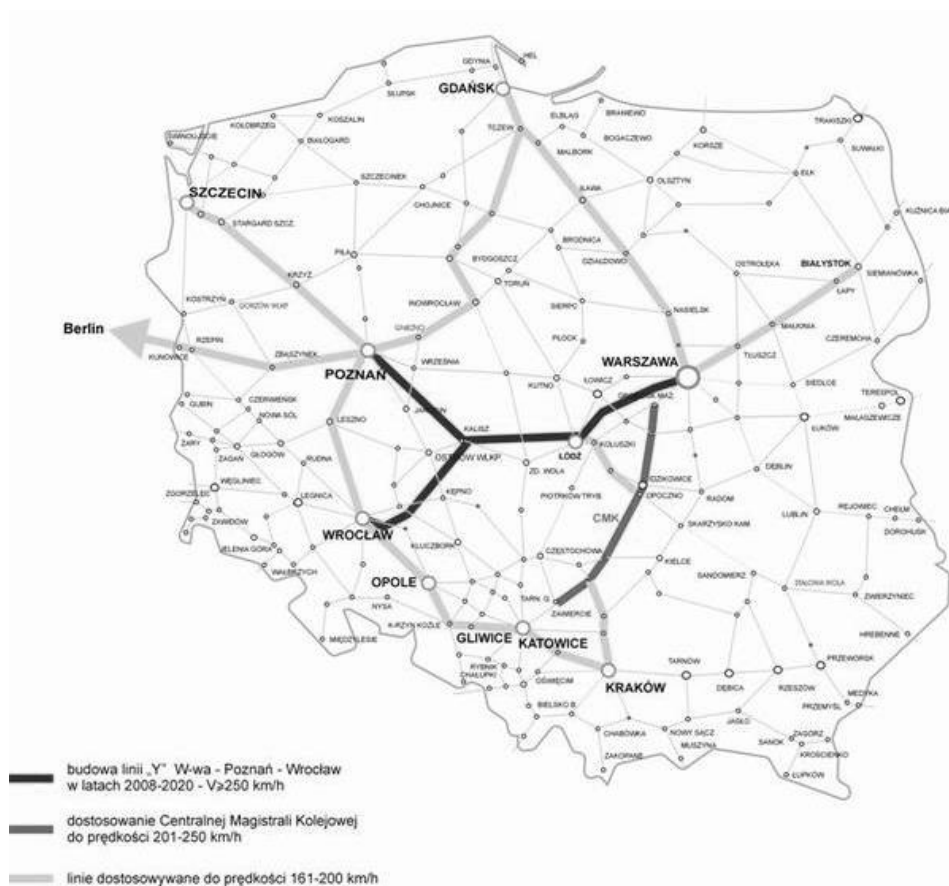 HEL
GDYNIA
GDAŃSK
SŁUPSK
KOSZALIN
KOŁOBRZEG
BIAŁOGARD
ELBLĄG
BRANIEWO
BOGACZEWO
TCZEW
MALBORK
KORSZE
TRAKISZKI
SUWAŁKI
EŁK
OLSZTYN
SZCZECINEK
CHOJNICE
IŁAWA
SZCZECIN
STARGARD SZCZ.
KUŹNICA BIA
BRODNICA
DZIAŁDOWO
PIŁA
BYDGOSZCZ
TORUŃ
OSTROŁĘKA
BIAŁYSTOK
SIEMIANÓWKA
ŁAPY
KRZYŻ
KOSTRZYN
GORZÓW WLKP.
INOWROCŁAW
SIERPC
NASIELSK
MAŁKINIA
CZEREMCHA
Berlin
RZEPIN
KUNOWICE
ZBĄSZYNEK
GNIEZNO
PŁOCK
TŁUSZCZ
POZNAŃ
WRZEŚNIA
KUTNO
ŁOWICZ
WARSZAWA
SIEDLCE
TERESPOL
MAŁASZEWICZE
GUBIN
CZERWIEŃSK
NOWA SÓL
LESZNO
KALISZ
ŁÓDŹ
KOLUSZKI
ŁUKÓW
ŻARY
ŻAGAŃ
GŁOGÓW
RUDNA
OSTRÓW WLKP.
ZD. WOLA
DĘBLIN
WĘGLINIEC
ZGORZELEC
LEGNICA
KĘPNO
PIOTRKÓW TRYB.
IDZIKOWICE
OPOCZNO
RADOM
LUBLIN
REJOWIEC
CHEŁM
DOROHUSK
ZAWIDÓW
JELENIA GÓRA
WAŁBRZYCH
WROCŁAW
KLUCZBORK
CMK
SKARŻYSKO KAM.
CZĘSTOCHOWA
KIELCE
OPOLE
SANDOMIERZ
STALOWA WOLA
ZWIERZYNIEC
NYSA
TARN. G.
ZAWIERCIE
MIĘDZYLESIE
K-RZYN KOŹLE
GLIWICE
KATOWICE
HREBENNE
RYBNIK
CHAŁUPKI
OŚWIĘCIM
KRAKÓW
TARNÓW
DĘBICA
RZESZÓW
PRZEWORSK
PRZEMYŚL
MEDYKA
BIELSKO B.
CHABÓWKA
NOWY SĄCZ
MUSZYNA
JASŁO
SANOK
ZAGÓRZ
KROŚCIENKO
ZAKOPANE
ŁUPKÓW
budowa linii „Y” W-wa - Poznań - Wrocław
w latach 2008-2020 - V≥250 km/h
dostosowanie Centralnej Magistrali Kolejowej
do prędkości 201-250 km/h
linie dostosowywane do prędkości 161-200 km/h